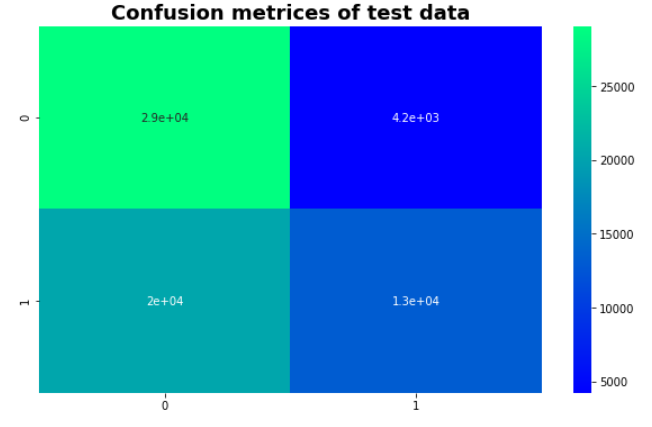 Confusion metrices of test data
0
2.9e+04
4.2e+03
1
2e+04
1.3e+04
0
1
25000
20000
15000
10000
5000